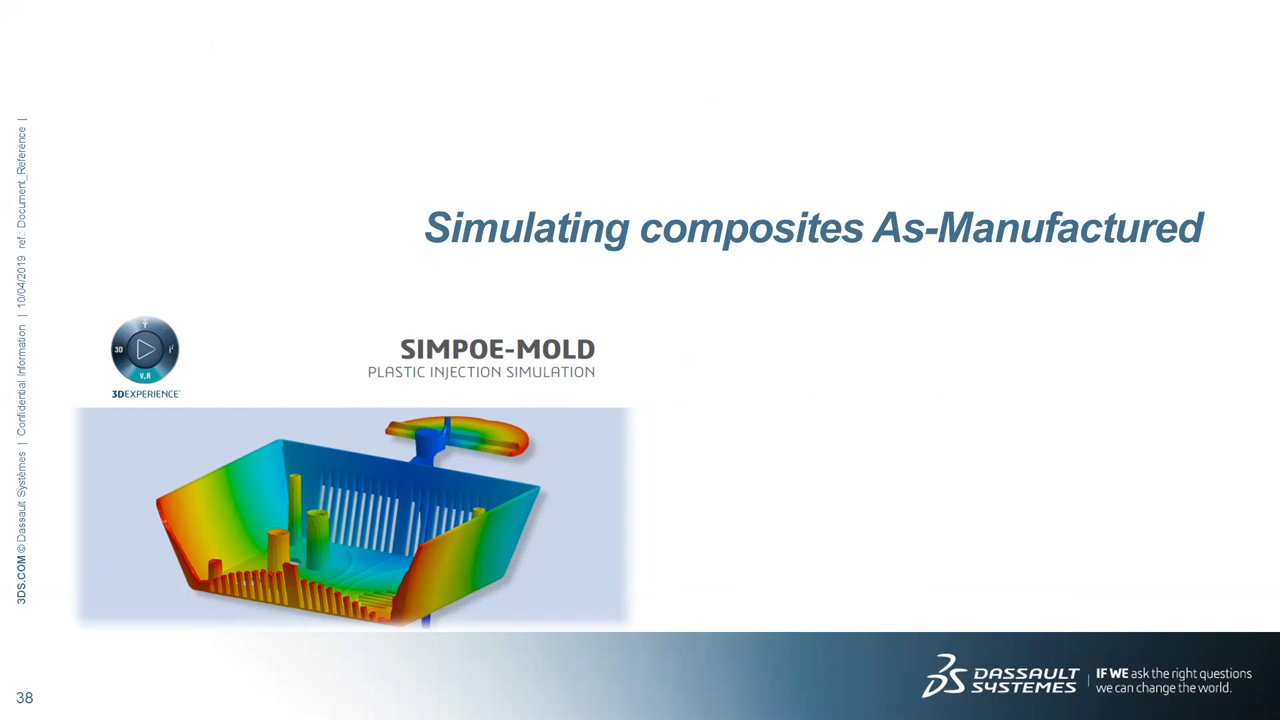 Simulating composites As-Manufactured
3D
V.R
3DEXPERIENCE
SIMPOE-MOLD
PLASTIC INJECTION SIMULATION
3DS.COM © Dassault Systèmes | Confidential Information | 10/04/2019 ref.: Document_Reference |
DASSAULT
SYSTEMES
IF WE ask the right questions
we can change the world.
38